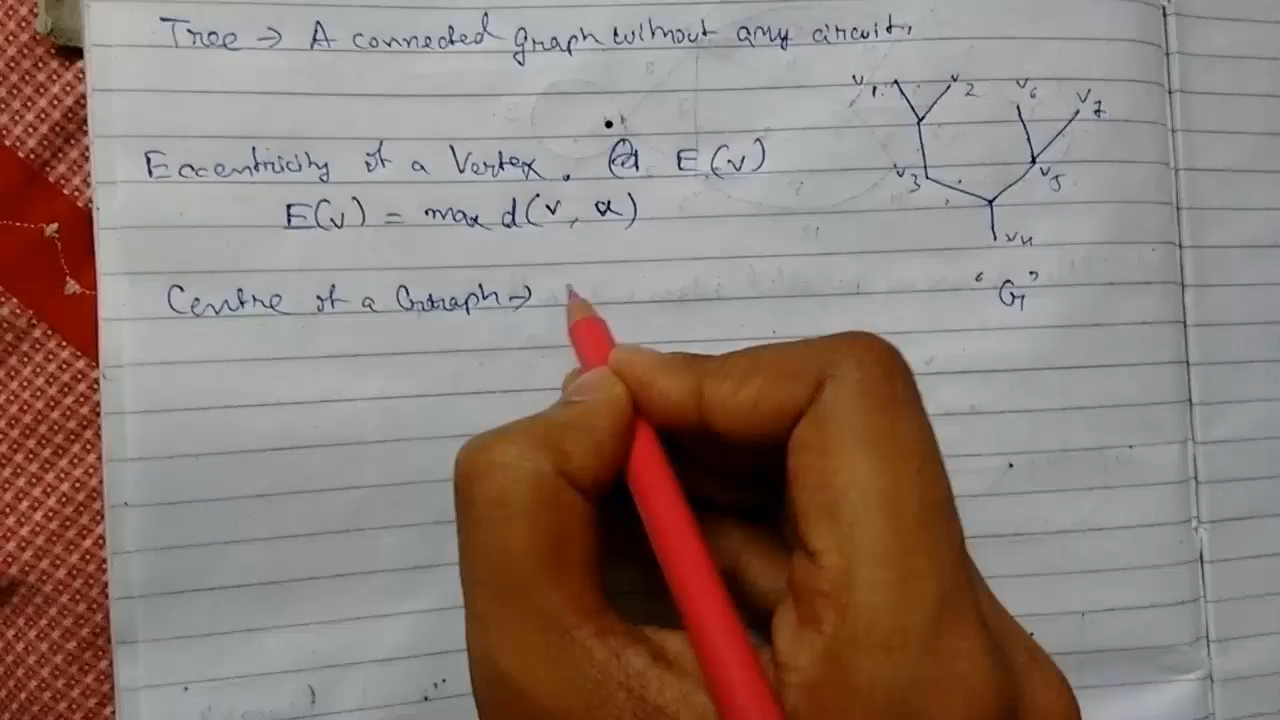 Tree → A connected graph without any circuit.
v1 v2 v6 v7
Eccentricity of a Vertex. E(v)
v3 v5
E(v) = max d(v, x)
v4
Centre of a Graph →
"G"